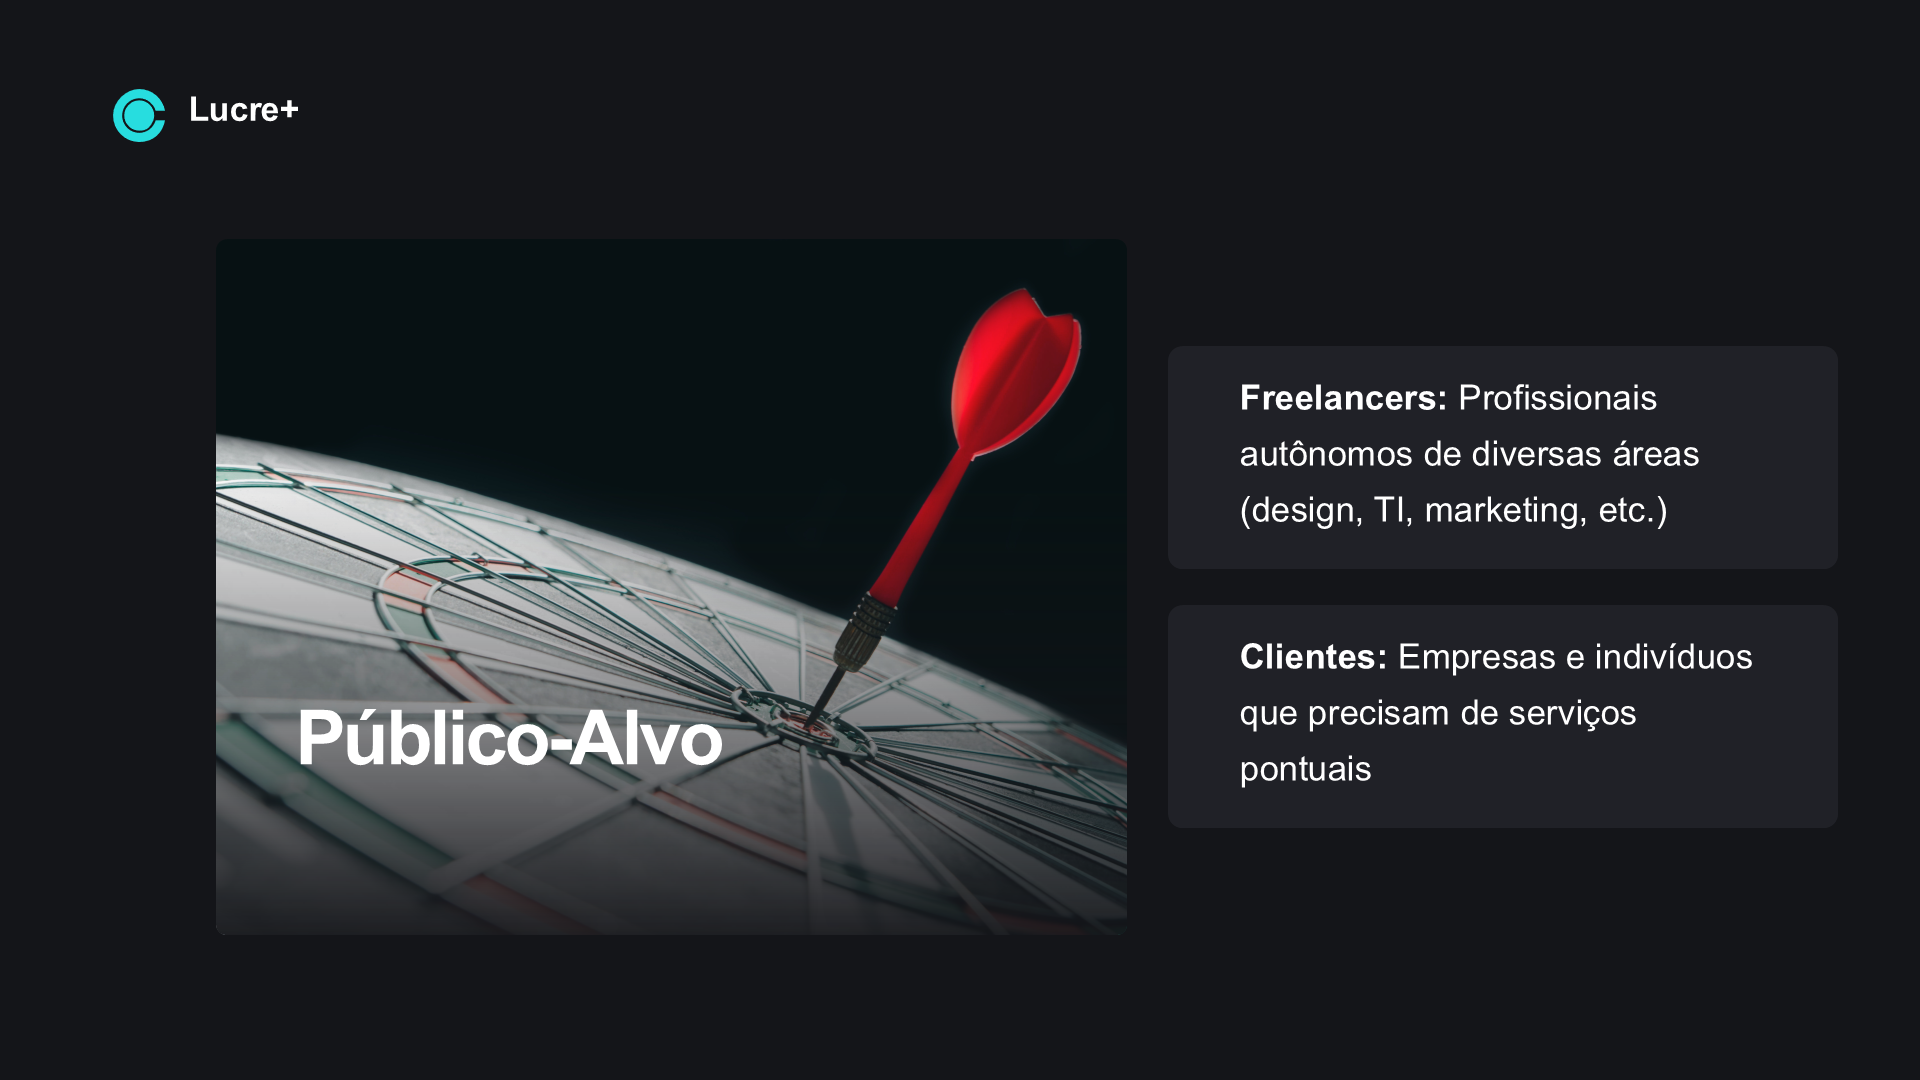 Lucre+
Público-Alvo
Freelancers: Profissionais
autônomos de diversas áreas
(design, TI, marketing, etc.)
Clientes: Empresas e indivíduos
que precisam de serviços
pontuais